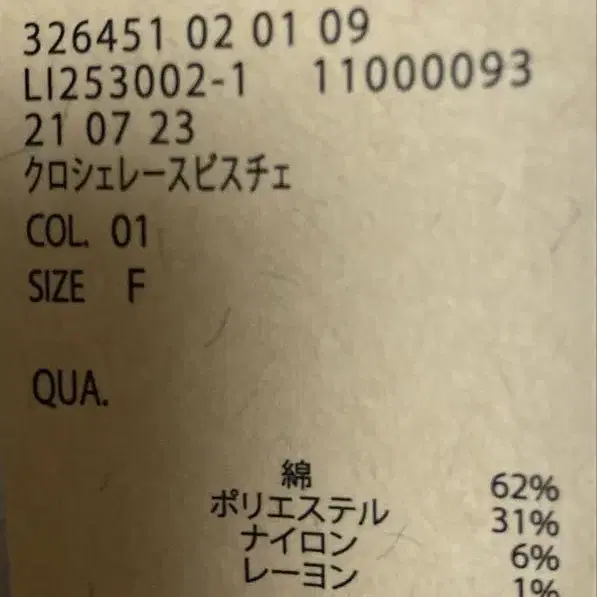 326451 02 01 09
LI253002-1 11000093
21 07 23
クロシェレースビスチェ
COL. 01
SIZE F
QUA.
綿 62%
ポリエステル 31%
ナイロン 6%
レーヨン 1%